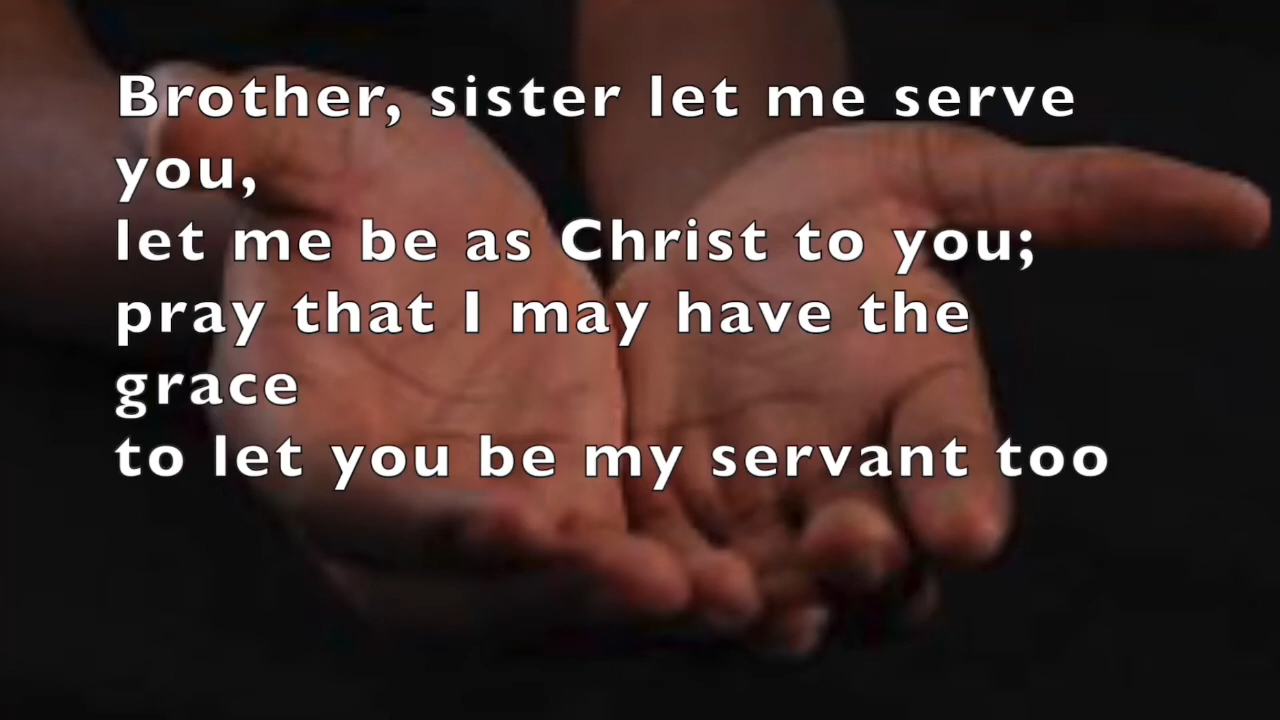 Brother, sister let me serve
you,
let me be as Christ to you;
pray that I may have the
grace
to let you be my servant too